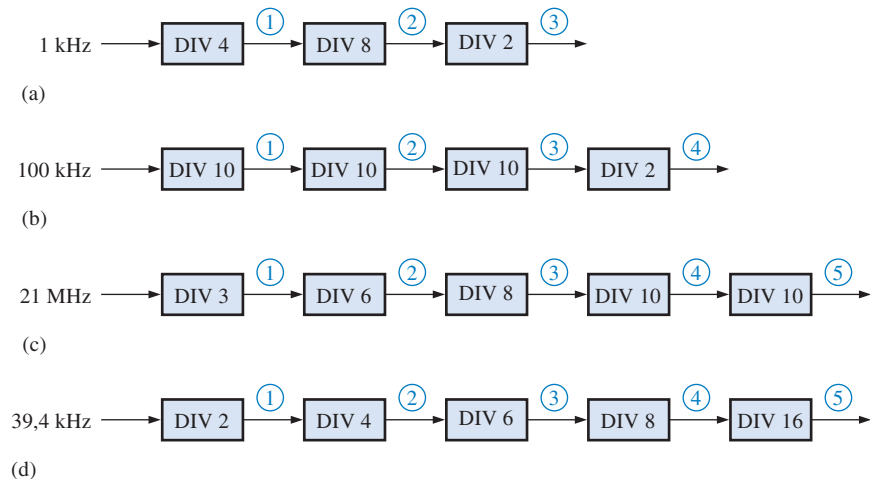 ① ② ③
1 kHz DIV 4 DIV 8 DIV 2
(a)
① ② ③ ④
100 kHz DIV 10 DIV 10 DIV 10 DIV 2
(b)
① ② ③ ④ ⑤
21 MHz DIV 3 DIV 6 DIV 8 DIV 10 DIV 10
(c)
① ② ③ ④ ⑤
39,4 kHz DIV 2 DIV 4 DIV 6 DIV 8 DIV 16
(d)